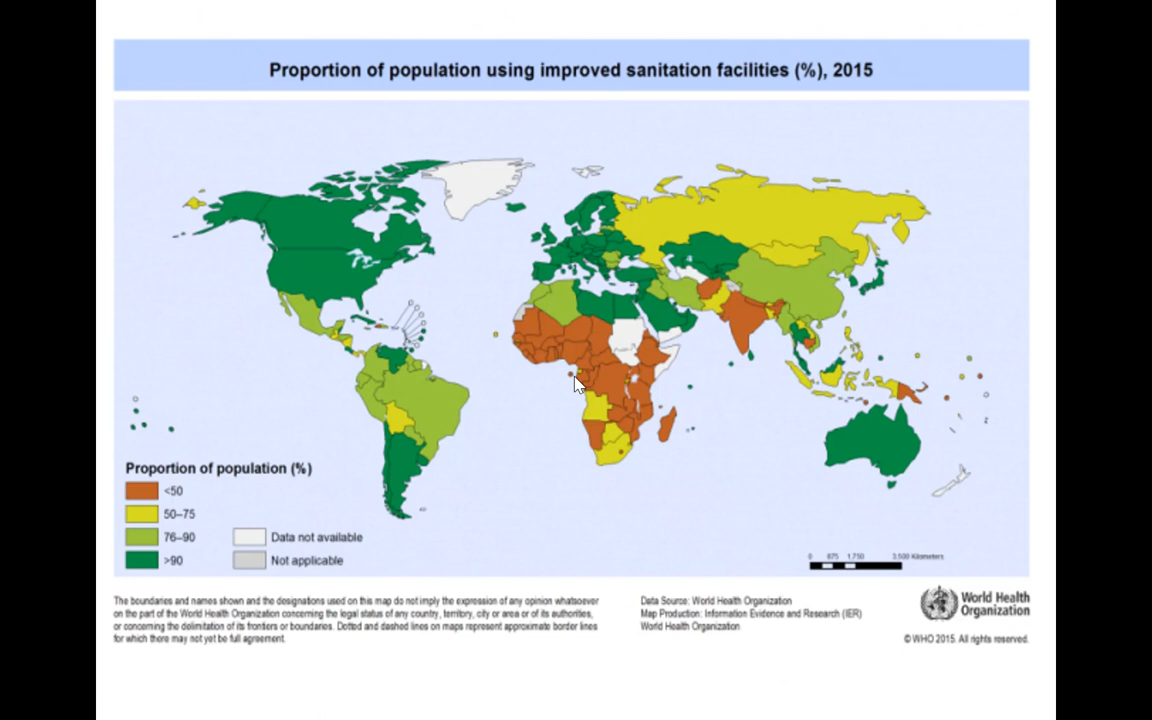 Proportion of population using improved sanitation facilities (%), 2015
Proportion of population (%)
<50
50–75
76–90
>90
Data not available
Not applicable
0 875 1,750 3,500 Kilometers
The boundaries and names shown and the designations used on this map do not imply the expression of any opinion whatsoever
on the part of the World Health Organization concerning the legal status of any country, territory, city or area or of its authorities,
or concerning the delimitation of its frontiers or boundaries. Dotted and dashed lines on maps represent approximate border lines
for which there may not yet be full agreement.
Data Source: World Health Organization
Map Production: Information Evidence and Research (IER)
World Health Organization
World Health
Organization
© WHO 2015. All rights reserved.